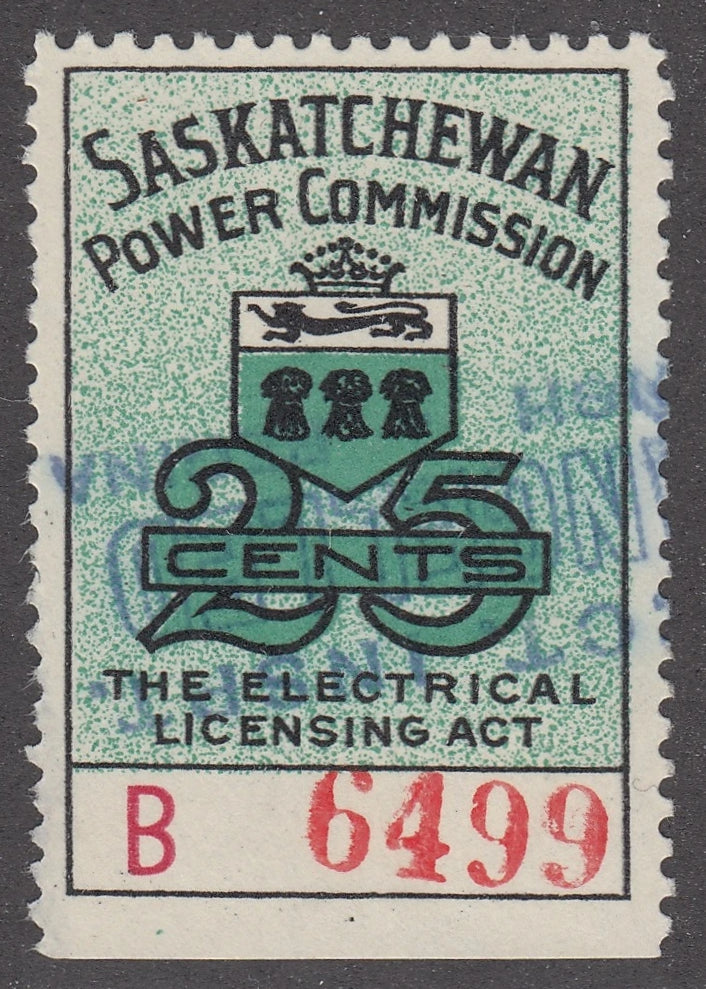 SASKATCHEWAN
POWER COMMISSION
25
CENTS
THE ELECTRICAL
LICENSING ACT
B 6499